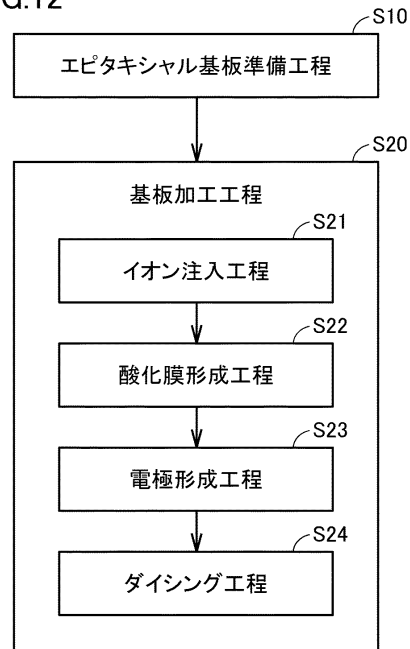 S10
エピタキシャル基板準備工程
S20
基板加工工程
S21
イオン注入工程
S22
酸化膜形成工程
S23
電極形成工程
S24
ダイシング工程